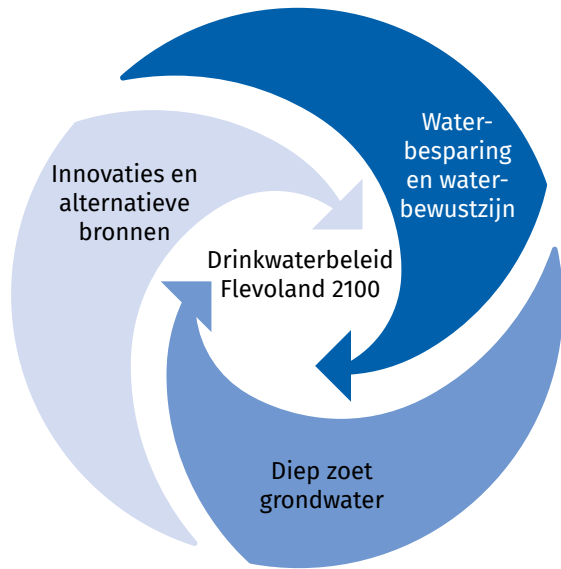 Water-
besparing
en water-
bewustzijn
Innovaties en
alternatieve
bronnen
Drinkwaterbeleid
Flevoland 2100
Diep zoet
grondwater